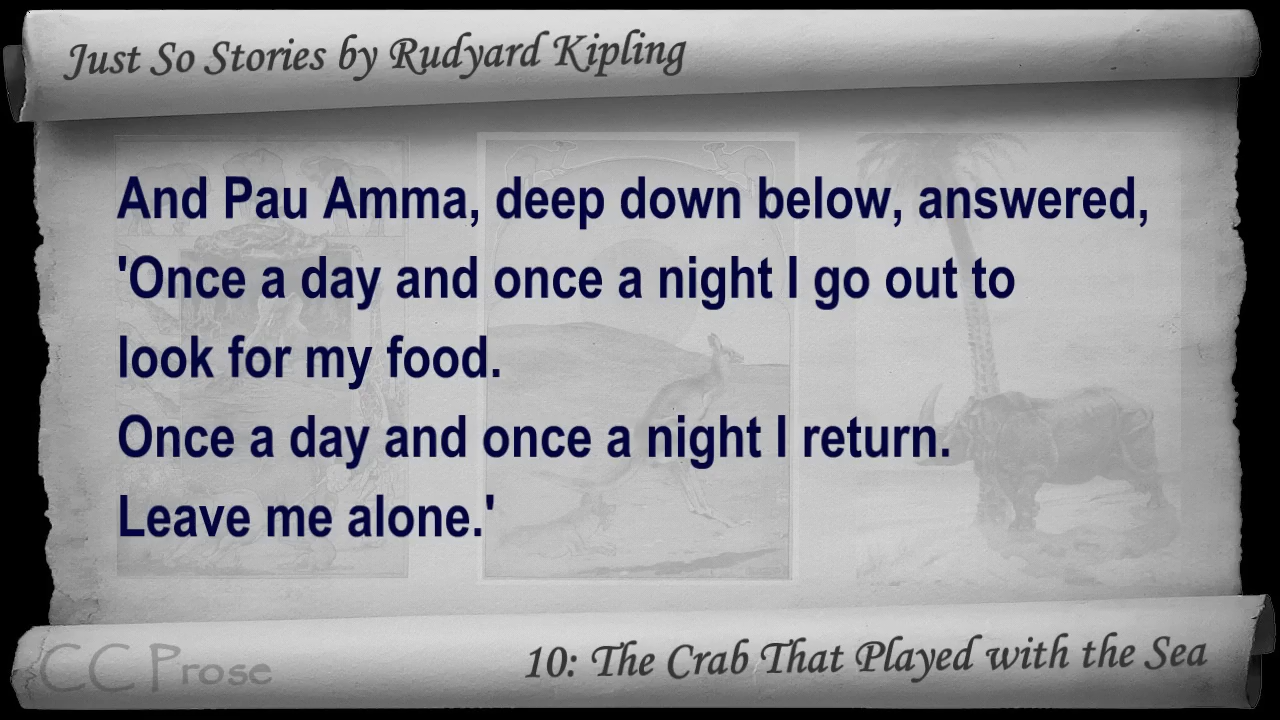 Just So Stories by Rudyard Kipling
And Pau Amma, deep down below, answered,
'Once a day and once a night I go out to
look for my food.
Once a day and once a night I return.
Leave me alone.'
CC Prose
10: The Crab That Played with the Sea